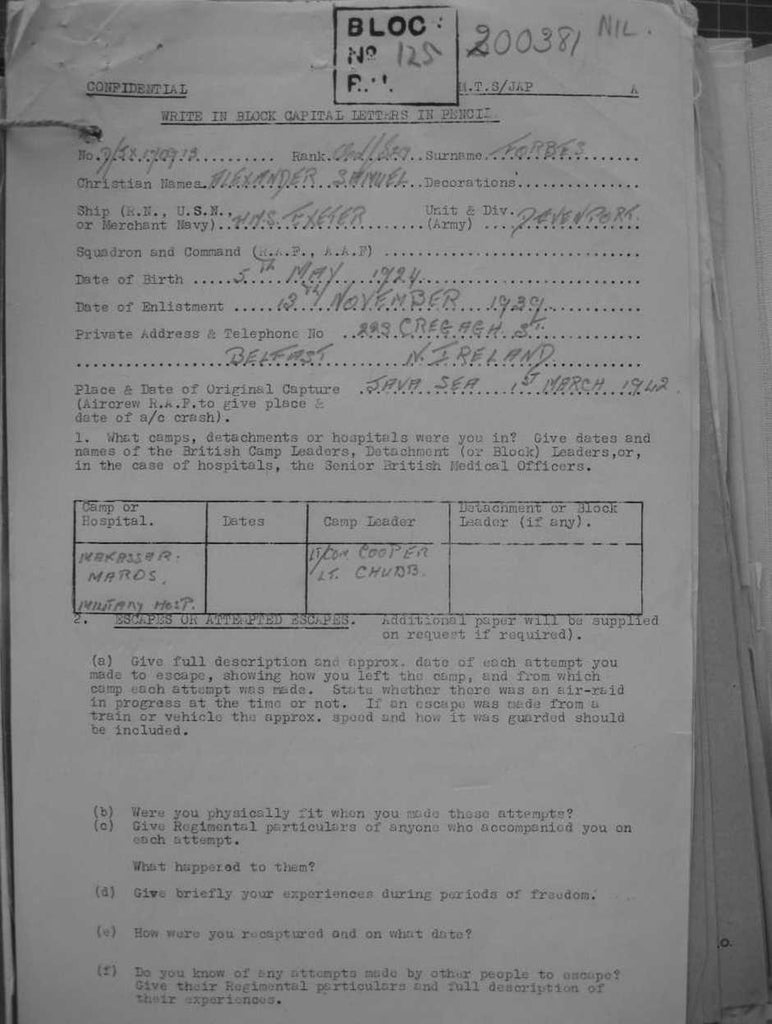 BLOC
No 125
200381 NIL.
CONFIDENTIAL M.T.S/JAP A
WRITE IN BLOCK CAPITAL LETTERS IN PENCIL
No. Rank Surname FORBES
Christian Names ALEXANDER SAMUEL Decorations
Ship (R.N., U.S.N., Unit & Div.
or Merchant Navy) HMS. EXETER (Army) DEVENPORT.
Squadron and Command (R.A.F., A.A.F)
Date of Birth 5TH MAY 1924
Date of Enlistment 13TH NOVEMBER 1939
Private Address & Telephone No 293 CREGAGH ST.
BELFAST N. IRELAND
Place & Date of Original Capture JAVA SEA 1ST MARCH 1942
(Aircrew R.A.F. to give place &
date of a/c crash).
1. What camps, detachments or hospitals were you in? Give dates and
names of the British Camp Leaders, Detachment (or Block) Leaders,or,
in the case of hospitals, the Senior British Medical Officers.
Camp or Hospital. Dates Camp Leader Detachment or Block Leader (if any).
MAKASSAR. LT/COM COOPER
MAROS. LT. CHUBB.
MILITARY HOSP.
2. ESCAPES OR ATTEMPTED ESCAPES. Additional paper will be supplied
on request if required).
(a) Give full description and approx. date of each attempt you
made to escape, showing how you left the camp, and from which
camp each attempt was made. State whether there was an air-raid
in progress at the time or not. If an escape was made from a
train or vehicle the approx. speed and how it was guarded should
be included.
(b) Were you physically fit when you made these attempts?
(c) Give Regimental particulars of anyone who accompanied you on
each attempt.
What happened to them?
(d) Give briefly your experiences during periods of freedom.
(e) How were you recaptured and on what date?
(f) Do you know of any attempts made by other people to escape?
Give their Regimental particulars and full description of
their experiences.